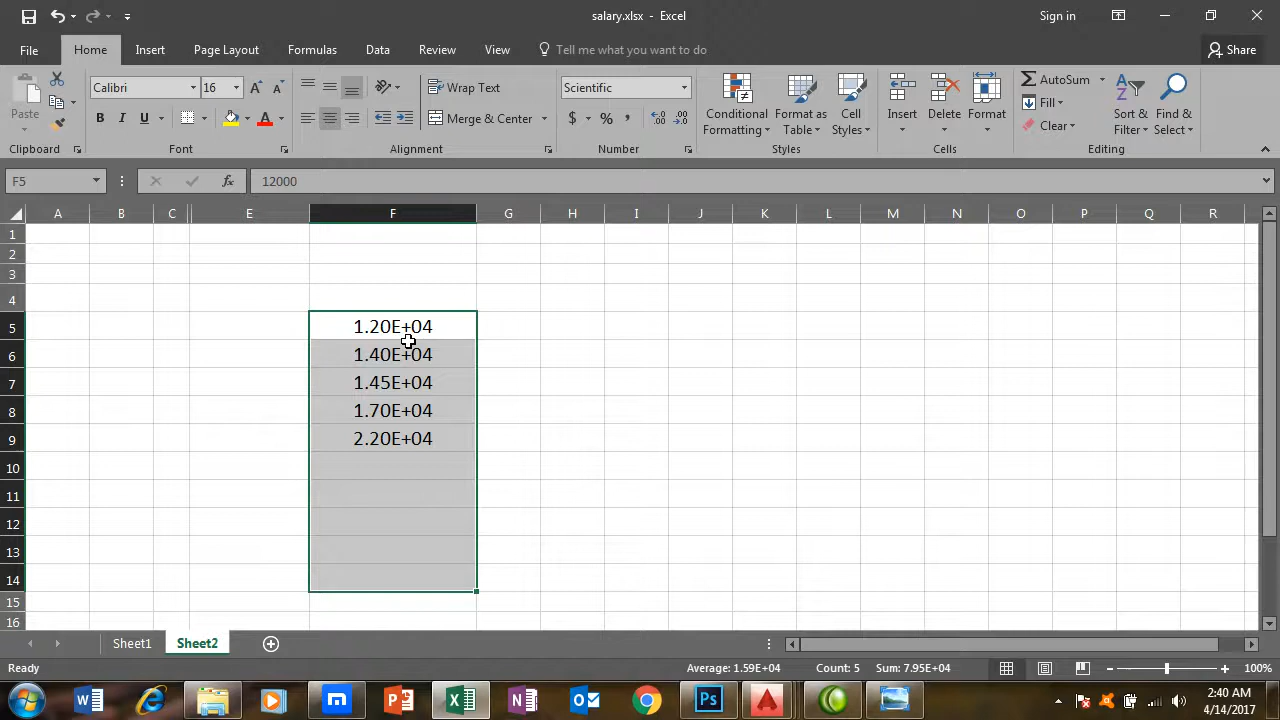 salary.xlsx - Excel
Sign in
File Home Insert Page Layout Formulas Data Review View Tell me what you want to do Share
Calibri 16 Wrap Text Scientific AutoSum
Paste Merge & Center $ % , Conditional Formatting Format as Table Cell Styles Insert Delete Format Fill Clear Sort & Filter Find & Select
B I U A
Clipboard Font Alignment Number Styles Cells Editing
F5 fx 12000
A B C E F G H I J K L M N O P Q R
1
2
3
4
5 1.20E+04
6 1.40E+04
7 1.45E+04
8 1.70E+04
9 2.20E+04
10
11
12
13
14
15
16
Sheet1 Sheet2
Ready Average: 1.59E+04 Count: 5 Sum: 7.95E+04 100%
2:40 AM
4/14/2017